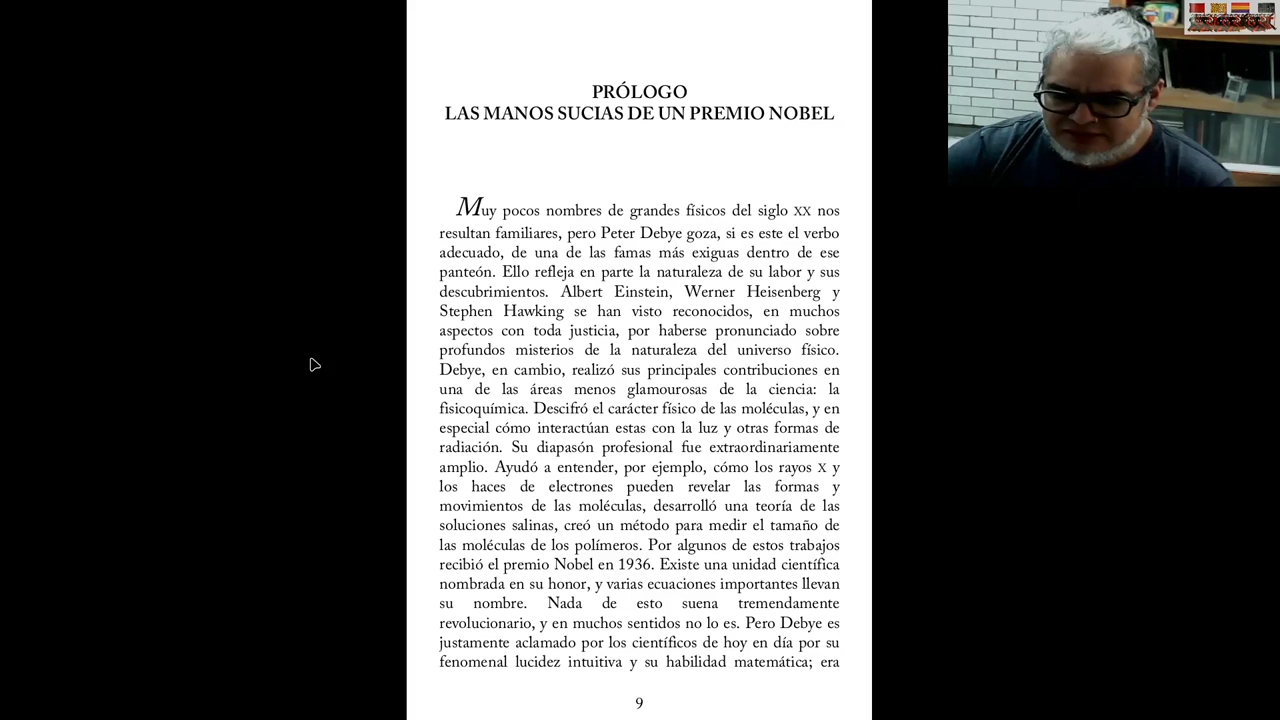 PRÓLOGO
LAS MANOS SUCIAS DE UN PREMIO NOBEL
Muy pocos nombres de grandes físicos del siglo XX nos
resultan familiares, pero Peter Debye goza, si es este el verbo
adecuado, de una de las famas más exiguas dentro de ese
panteón. Ello refleja en parte la naturaleza de su labor y sus
descubrimientos. Albert Einstein, Werner Heisenberg y
Stephen Hawking se han visto reconocidos, en muchos
aspectos con toda justicia, por haberse pronunciado sobre
profundos misterios de la naturaleza del universo físico.
Debye, en cambio, realizó sus principales contribuciones en
una de las áreas menos glamourosas de la ciencia: la
fisicoquímica. Descifró el carácter físico de las moléculas, y en
especial cómo interactúan estas con la luz y otras formas de
radiación. Su diapasón profesional fue extraordinariamente
amplio. Ayudó a entender, por ejemplo, cómo los rayos X y
los haces de electrones pueden revelar las formas y
movimientos de las moléculas, desarrolló una teoría de las
soluciones salinas, creó un método para medir el tamaño de
las moléculas de los polímeros. Por algunos de estos trabajos
recibió el premio Nobel en 1936. Existe una unidad científica
nombrada en su honor, y varias ecuaciones importantes llevan
su nombre. Nada de esto suena tremendamente
revolucionario, y en muchos sentidos no lo es. Pero Debye es
justamente aclamado por los científicos de hoy en día por su
fenomenal lucidez intuitiva y su habilidad matemática; era
9